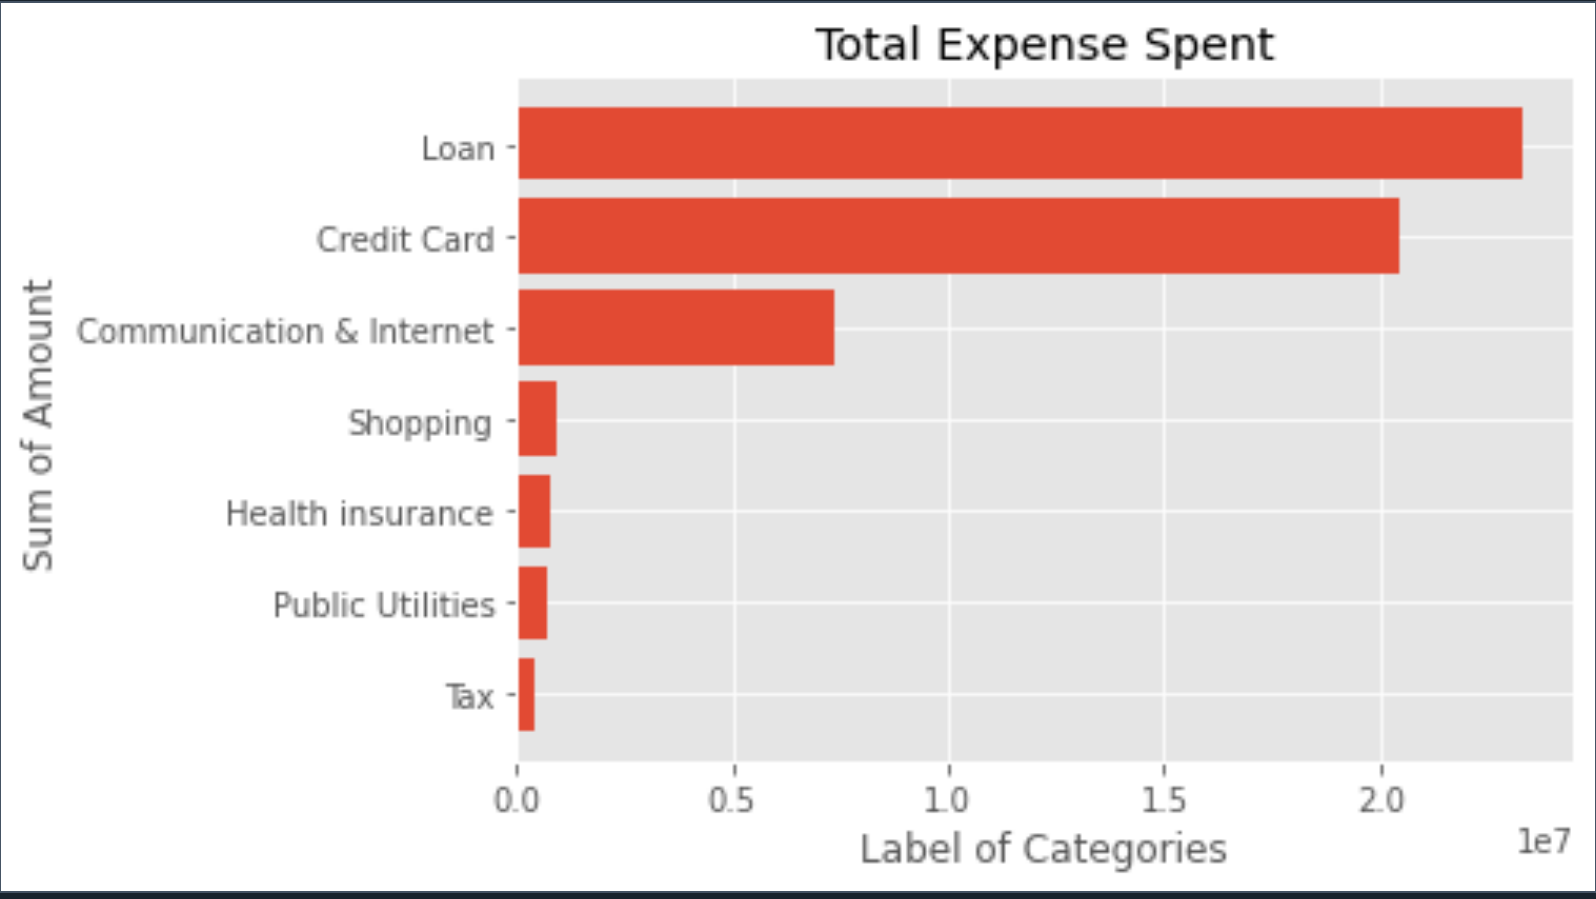 Total Expense Spent
Sum of Amount
Loan
Credit Card
Communication & Internet
Shopping
Health insurance
Public Utilities
Tax
0.0 0.5 1.0 1.5 2.0
1e7
Label of Categories